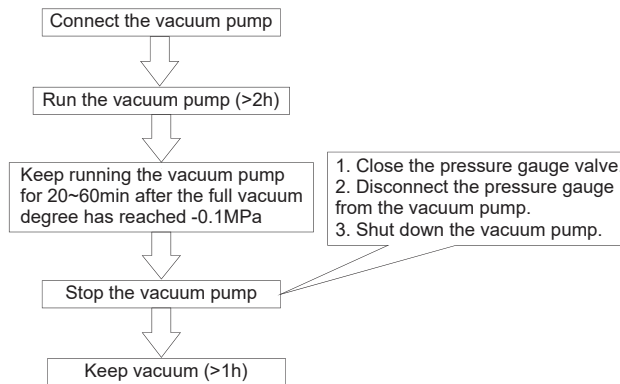 Connect the vacuum pump
Run the vacuum pump (>2h)
Keep running the vacuum pump
for 20~60min after the full vacuum
degree has reached -0.1MPa
1. Close the pressure gauge valve
2. Disconnect the pressure gauge
from the vacuum pump.
3. Shut down the vacuum pump.
Stop the vacuum pump
Keep vacuum (>1h)